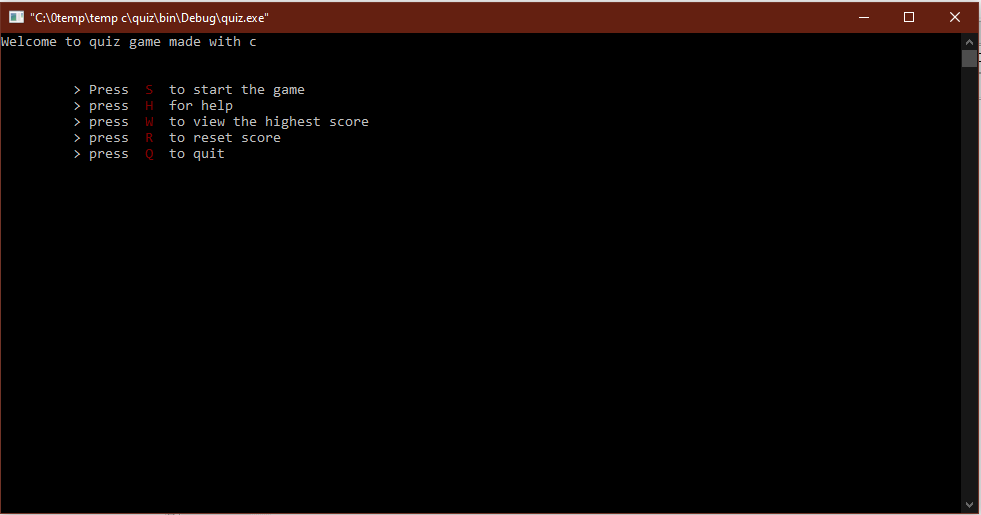 "C:\0temp\temp c\quiz\bin\Debug\quiz.exe"
Welcome to quiz game made with c
> Press S to start the game
> press H for help
> press W to view the highest score
> press R to reset score
> press Q to quit